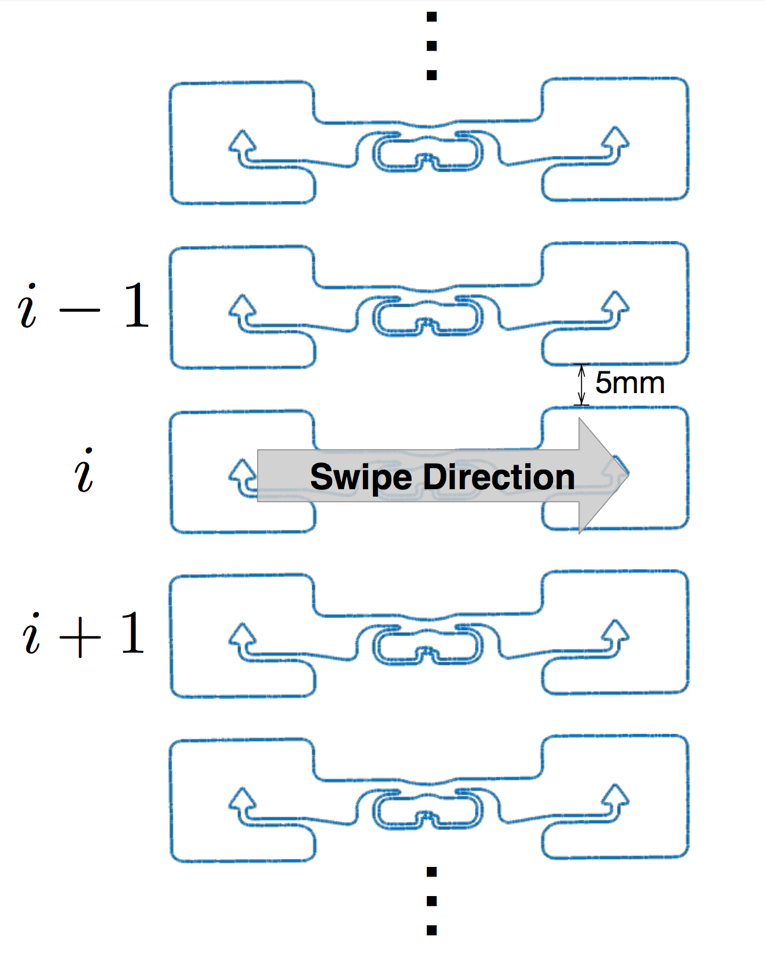 i − 1
5mm
i
Swipe Direction
i + 1